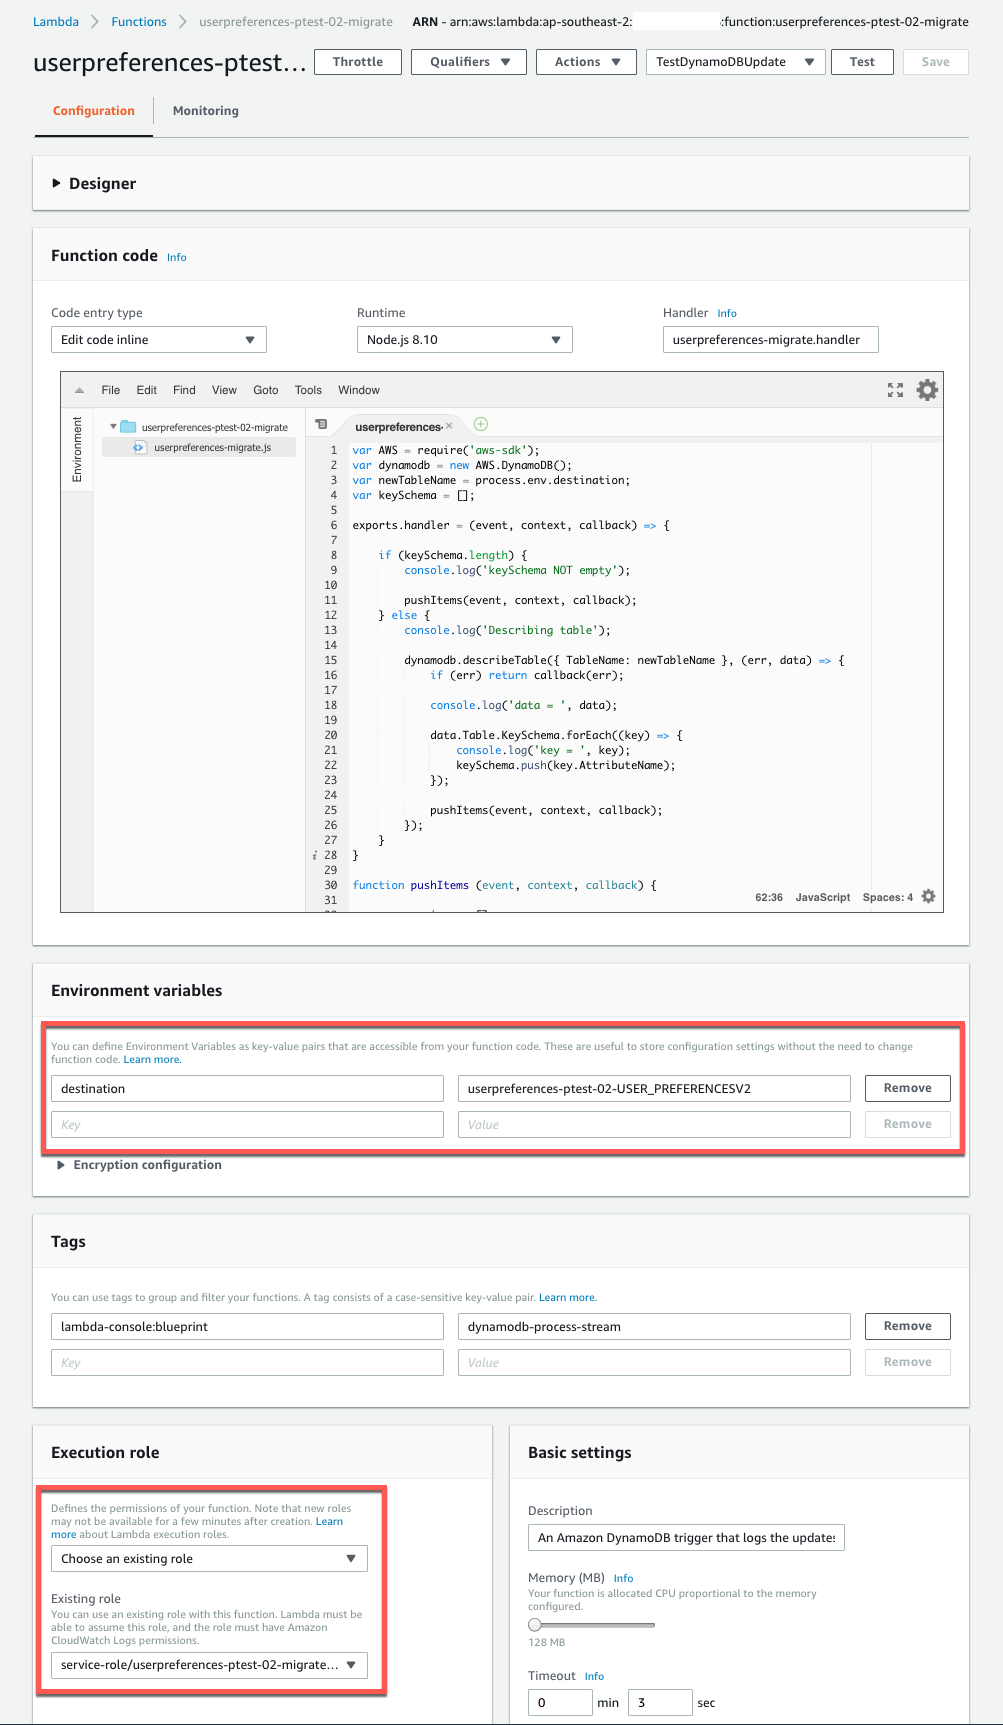 Lambda > Functions > userpreferences-ptest-02-migrate ARN - arn:aws:lambda:ap-southeast-2: :function:userpreferences-ptest-02-migrate
userpreferences-ptest... Throttle Qualifiers Actions TestDynamoDBUpdate Test Save
Configuration Monitoring
Designer
Function code Info
Code entry type Runtime Handler Info
Edit code inline Node.js 8.10 userpreferences-migrate.handler
File Edit Find View Goto Tools Window
Environment
userpreferences-ptest-02-migrate
userpreferences-migrate.js
userpreferences-
1 var AWS = require('aws-sdk');
2 var dynamodb = new AWS.DynamoDB();
3 var newTableName = process.env.destination;
4 var keySchema = [];
5
6 exports.handler = (event, context, callback) => {
7
8 if (keySchema.length) {
9 console.log('keySchema NOT empty');
10
11 pushItems(event, context, callback);
12 } else {
13 console.log('Describing table');
14
15 dynamodb.describeTable({ TableName: newTableName }, (err, data) => {
16 if (err) return callback(err);
17
18 console.log('data = ', data);
19
20 data.Table.KeySchema.forEach((key) => {
21 console.log('key = ', key);
22 keySchema.push(key.AttributeName);
23 });
24
25 pushItems(event, context, callback);
26 });
27 }
28 }
29
30 function pushItems (event, context, callback) {
31
62:36 JavaScript Spaces: 4
Environment variables
You can define Environment Variables as key-value pairs that are accessible from your function code. These are useful to store configuration settings without the need to change
function code. Learn more.
destination userpreferences-ptest-02-USER_PREFERENCESV2 Remove
Key Value Remove
Encryption configuration
Tags
You can use tags to group and filter your functions. A tag consists of a case-sensitive key-value pair. Learn more.
lambda-console:blueprint dynamodb-process-stream Remove
Key Value Remove
Execution role
Defines the permissions of your function. Note that new roles
may not be available for a few minutes after creation. Learn
more about Lambda execution roles.
Choose an existing role
Existing role
You can use an existing role with this function. Lambda must be
able to assume this role, and the role must have Amazon
CloudWatch Logs permissions.
service-role/userpreferences-ptest-02-migrate...
Basic settings
Description
An Amazon DynamoDB trigger that logs the updates
Memory (MB) Info
Your function is allocated CPU proportional to the memory
configured.
128 MB
Timeout Info
0 min 3 sec